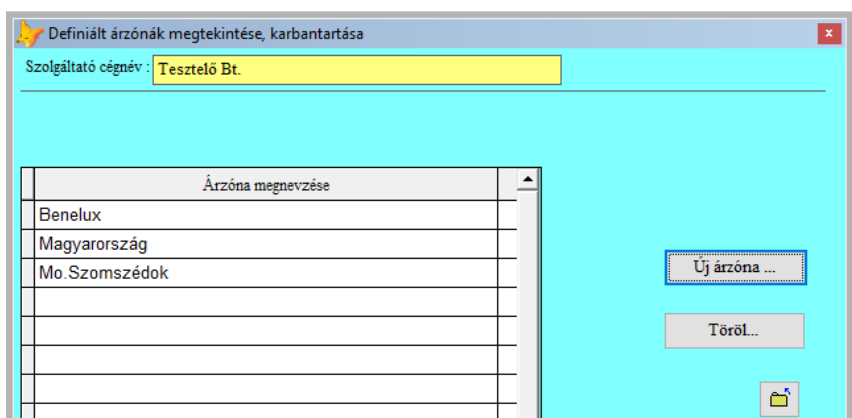 Definiált árzónák megtekintése, karbantartása
Szolgáltató cégnév : Tesztelő Bt.
Árzóna megnevzése
Benelux
Magyarország
Mo.Szomszédok
Új árzóna ...
Töröl...